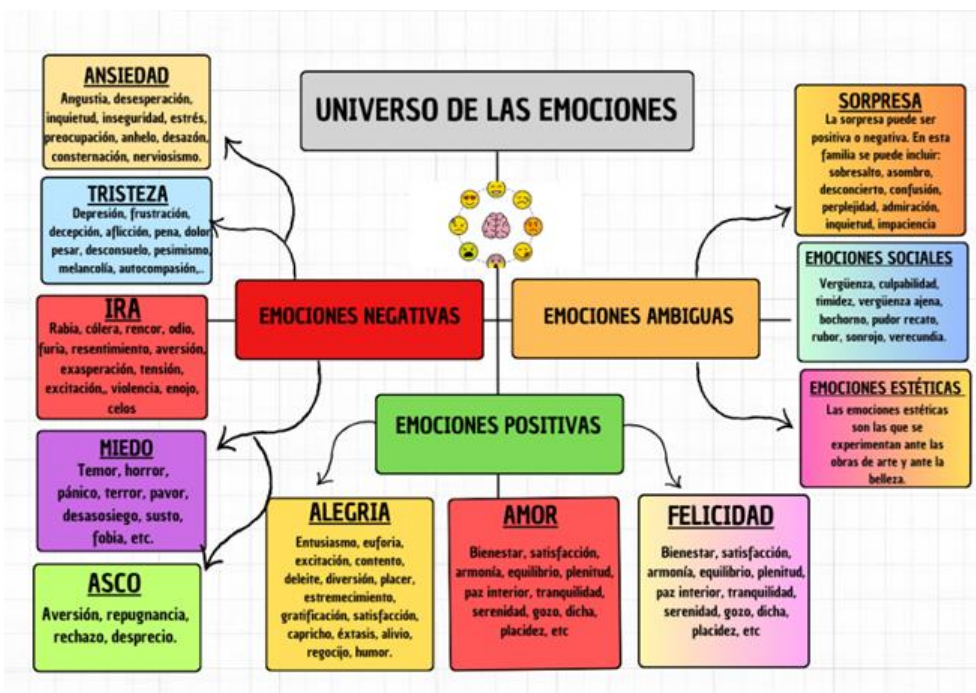 UNIVERSO DE LAS EMOCIONES
ANSIEDAD
Angustia, desesperación,
inquietud, inseguridad, estrés,
preocupación, anhelo, desazón,
consternación, nerviosismo.
TRISTEZA
Depresión, frustración,
decepción, aflicción, pena, dolor
pesar, desconsuelo, pesimismo,
melancolía, autocompasión,..
IRA
Rabia, cólera, rencor, odio,
furia, resentimiento, aversión,
exasperación, tensión,
excitación,, violencia, enojo,
celos
MIEDO
Temor, horror,
pánico, terror, pavor,
desasosiego, susto,
fobia, etc.
ASCO
Aversión, repugnancia,
rechazo, desprecio.
EMOCIONES NEGATIVAS
EMOCIONES AMBIGUAS
EMOCIONES POSITIVAS
ALEGRIA
Entusiasmo, euforia,
excitación, contento,
deleite, diversión, placer,
estremecimiento,
gratificación, satisfacción,
capricho, éxtasis, alivio,
regocijo, humor.
AMOR
Bienestar, satisfacción,
armonía, equilibrio, plenitud,
paz interior, tranquilidad,
serenidad, gozo, dicha,
placidez, etc
FELICIDAD
Bienestar, satisfacción,
armonía, equilibrio, plenitud,
paz interior, tranquilidad,
serenidad, gozo, dicha,
placidez, etc
SORPRESA
La sorpresa puede ser
positiva o negativa. En esta
familia se puede incluir:
sobresalto, asombro,
desconcierto, confusión,
perplejidad, admiración,
inquietud, impaciencia
EMOCIONES SOCIALES
Vergüenza, culpabilidad,
timidez, vergüenza ajena,
bochorno, pudor recato,
rubor, sonrojo, verecundia.
EMOCIONES ESTÉTICAS
Las emociones estéticas
son las que se
experimentan ante las
obras de arte y ante la
belleza.